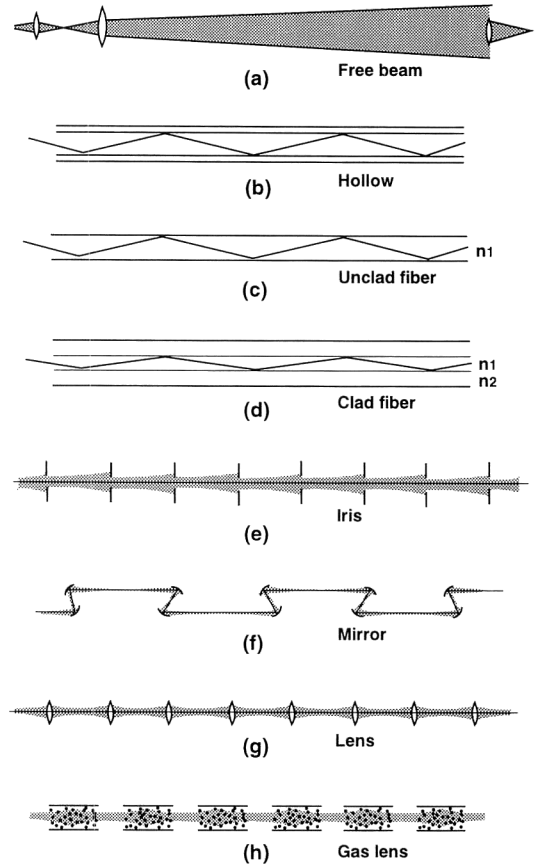 (a)
Free beam
(b)
Hollow
n1
(c)
Unclad fiber
n1
n2
(d)
Clad fiber
(e)
Iris
(f)
Mirror
(g)
Lens
(h)
Gas lens